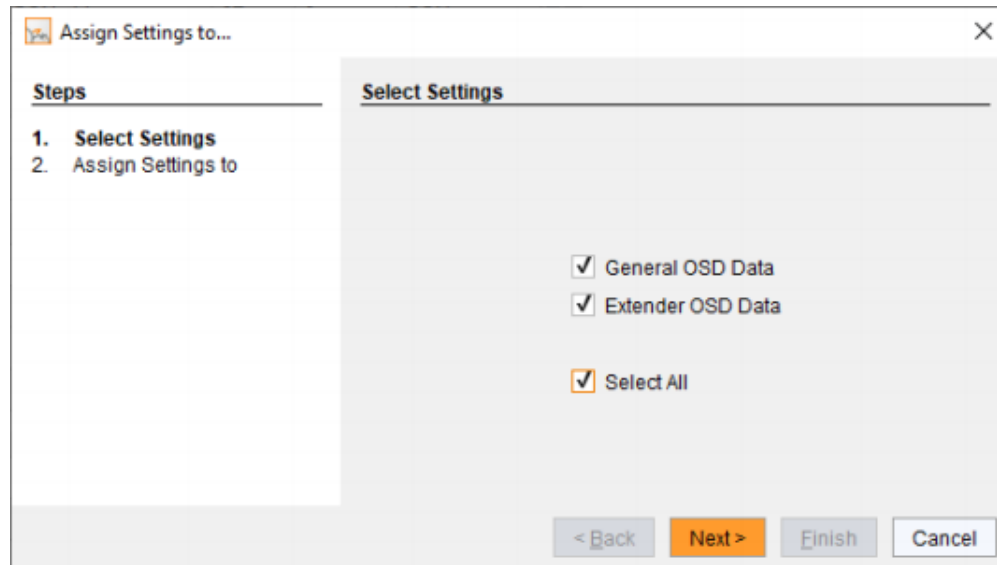 Assign Settings to...
Steps
1. Select Settings
2. Assign Settings to
Select Settings
General OSD Data
Extender OSD Data
Select All
< Back
Next >
Finish
Cancel